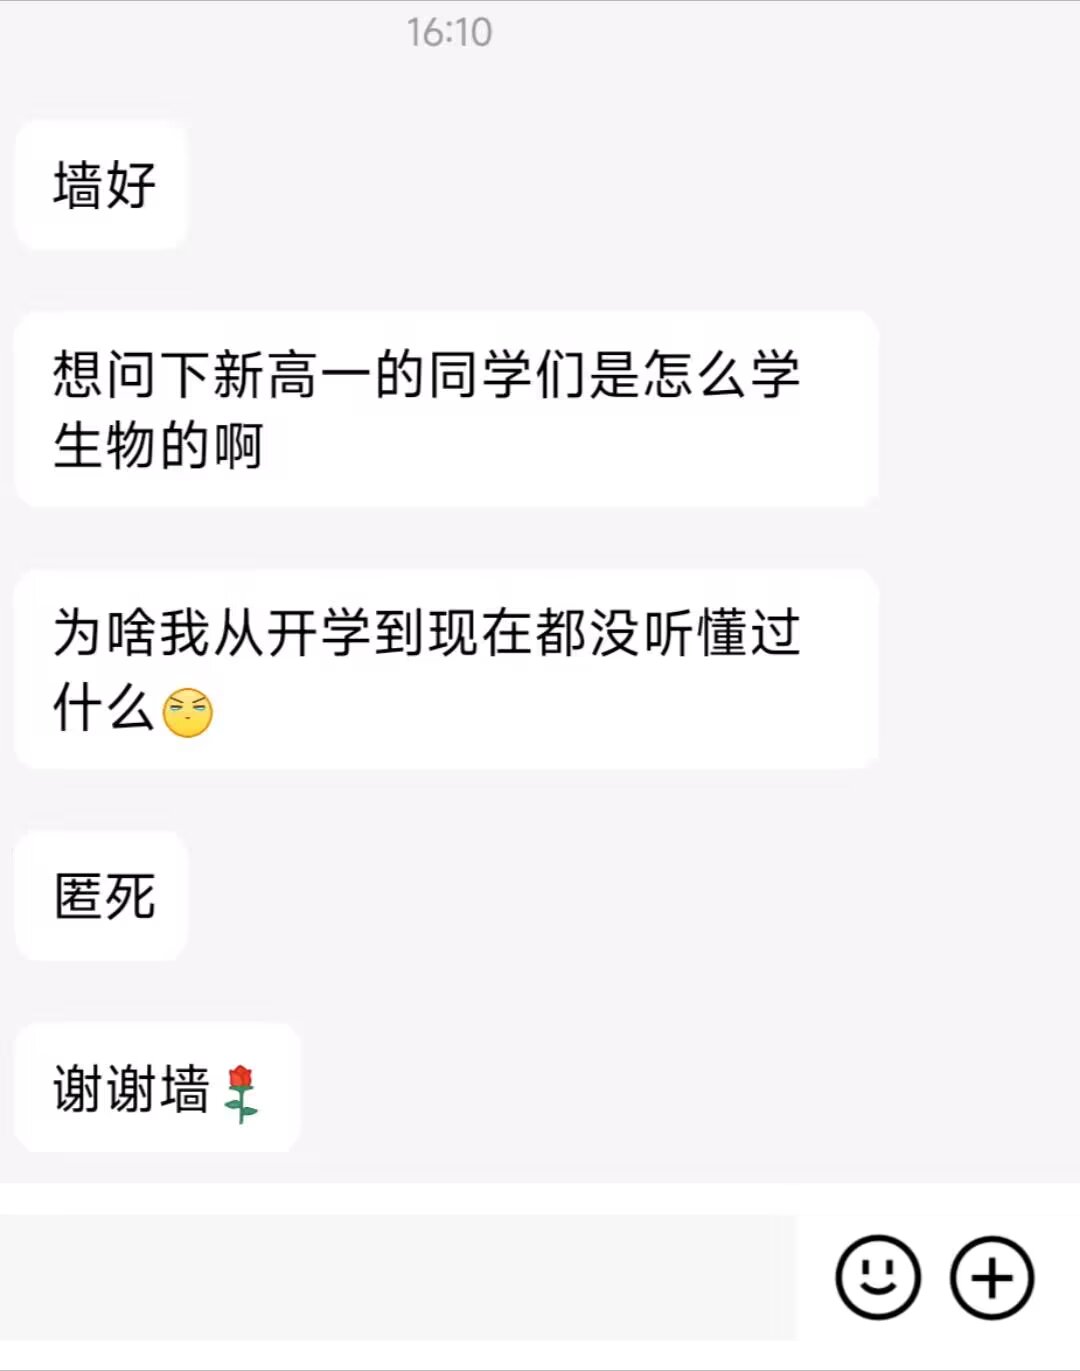 16:10
墙好
想问下新高一的同学们是怎么学
生物的啊
为啥我从开学到现在都没听懂过
什么
匿死
谢谢墙